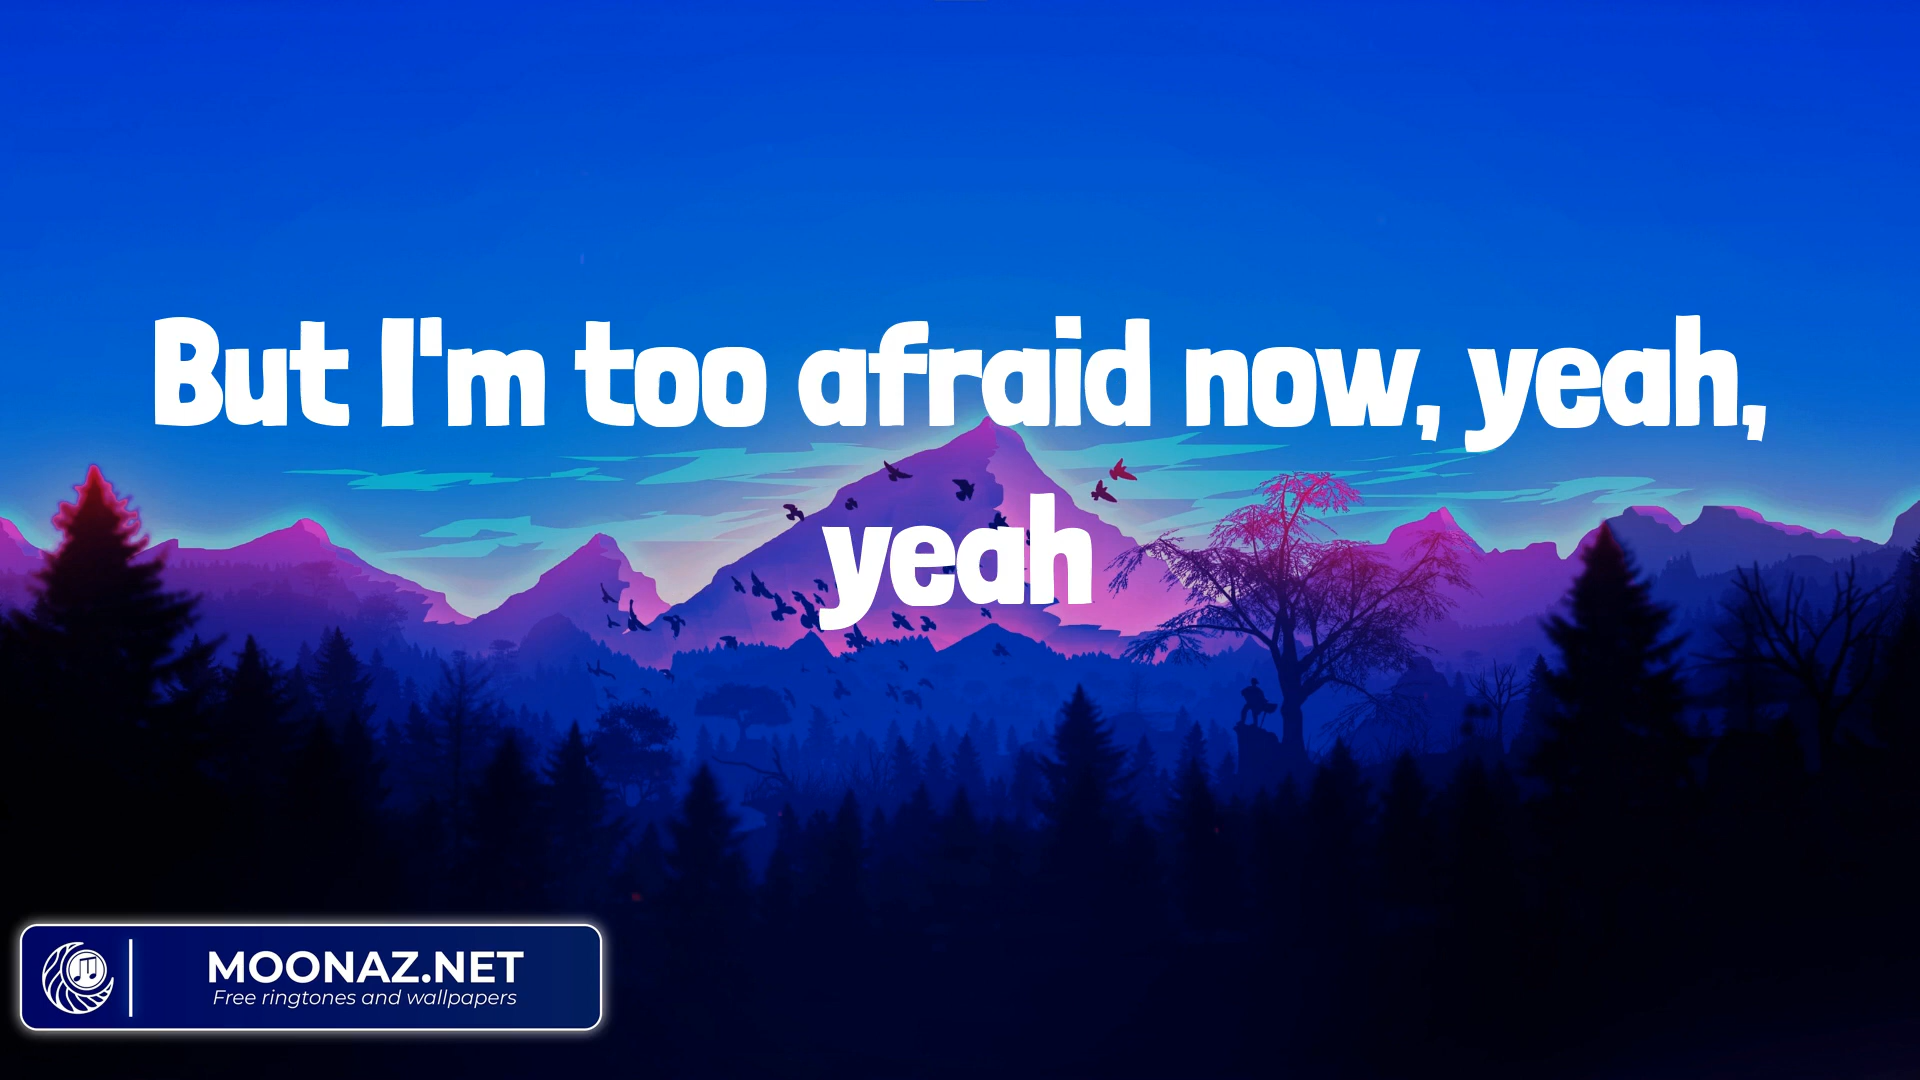 But I'm too afraid now, yeah,
yeah
MOONAZ.NET
Free ringtones and wallpapers